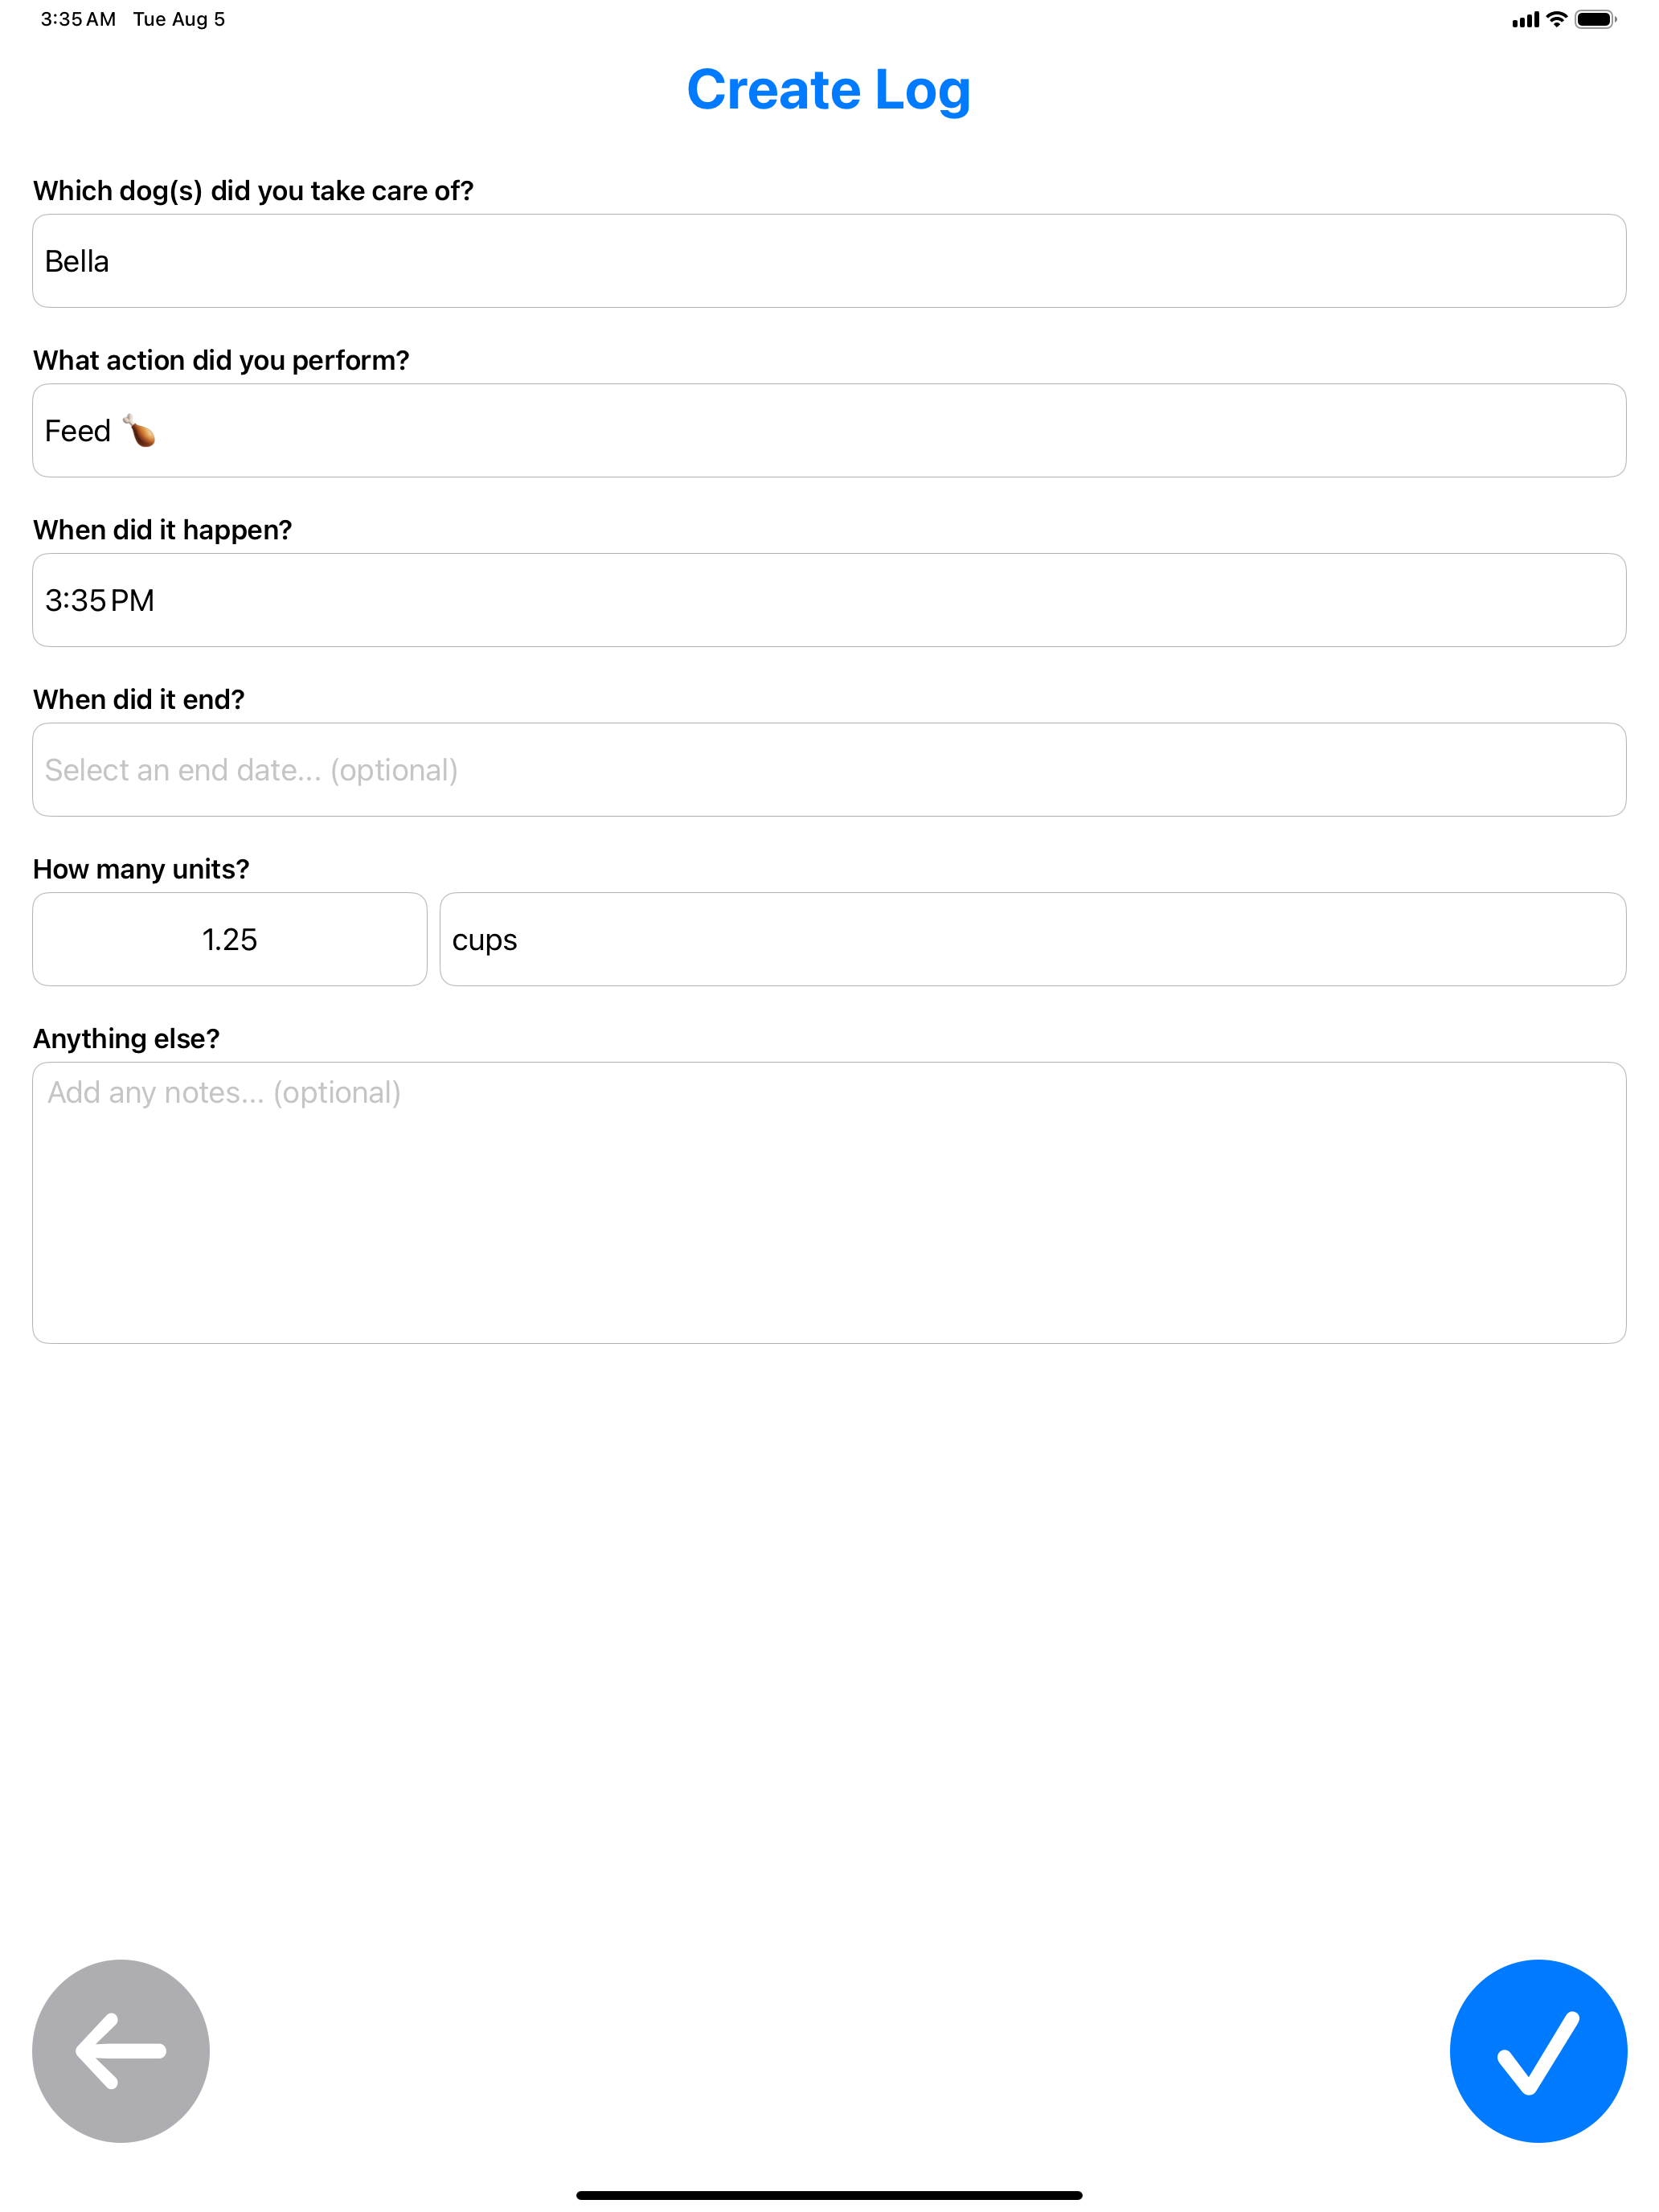 3:35 AM Tue Aug 5
Create Log
Which dog(s) did you take care of?
Bella
What action did you perform?
Feed 🍗
When did it happen?
3:35 PM
When did it end?
Select an end date... (optional)
How many units?
1.25 cups
Anything else?
Add any notes... (optional)